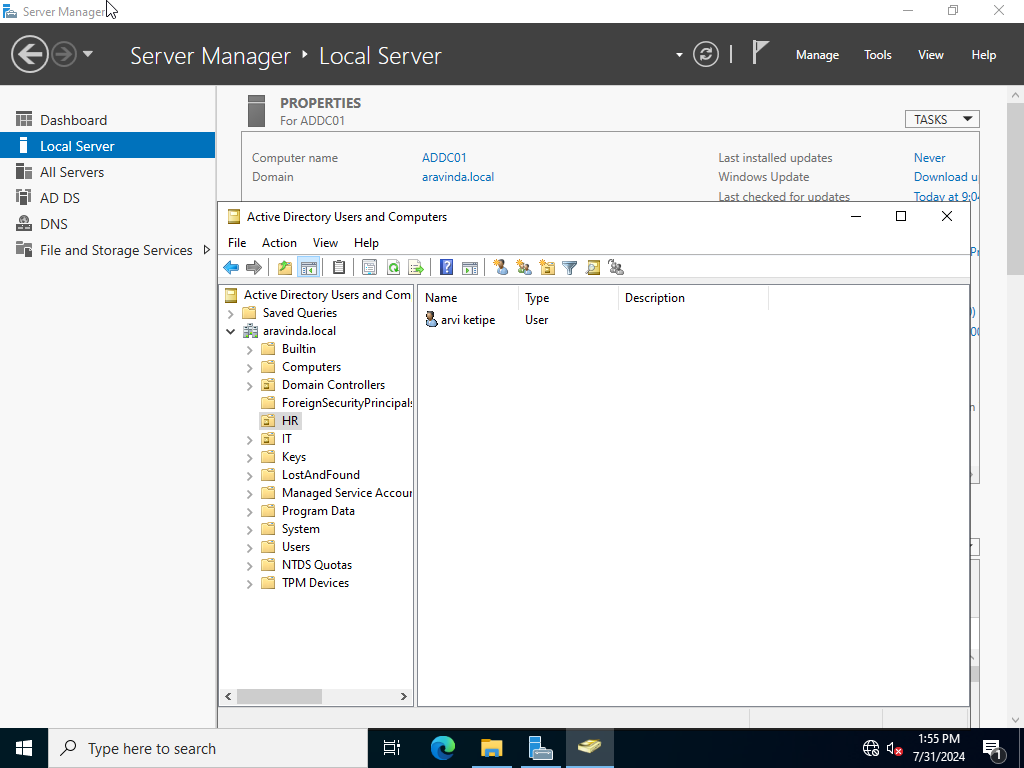 Server Manager
Server Manager ‣ Local Server
Manage Tools View Help
Dashboard
Local Server
All Servers
AD DS
DNS
File and Storage Services
PROPERTIES
For ADDC01
TASKS
Computer name ADDC01
Domain aravinda.local
Last installed updates Never
Windows Update Download u
Last checked for updates Today at 9:04
Active Directory Users and Computers
File Action View Help
Active Directory Users and Com
Saved Queries
aravinda.local
Builtin
Computers
Domain Controllers
ForeignSecurityPrincipals
HR
IT
Keys
LostAndFound
Managed Service Accour
Program Data
System
Users
NTDS Quotas
TPM Devices
Name Type Description
arvi ketipe User
Type here to search
1:55 PM
7/31/2024
1